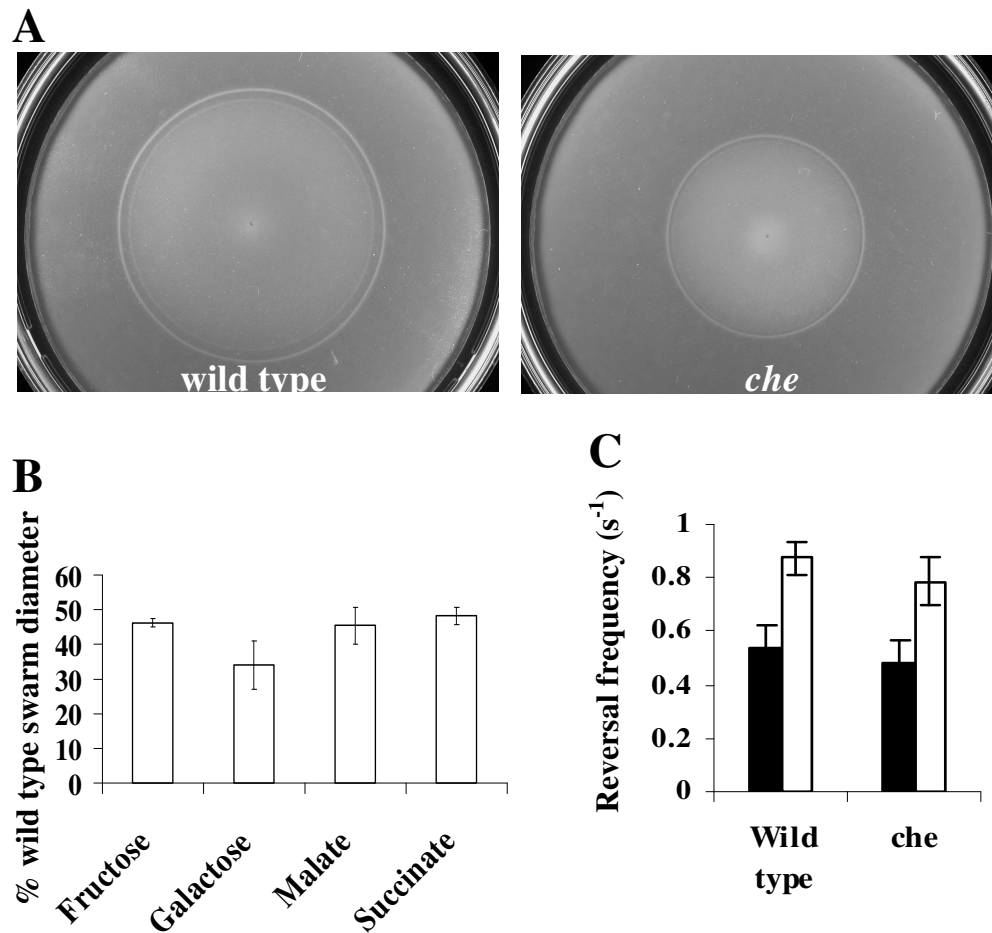 A
wild type
che
B
% wild type swarm diameter
60
50
40
30
20
10
0
Fructose
Galactose
Malate
Succinate
C
Reversal frequency (s-1)
1
0.8
0.6
0.4
0.2
0
Wild type
che